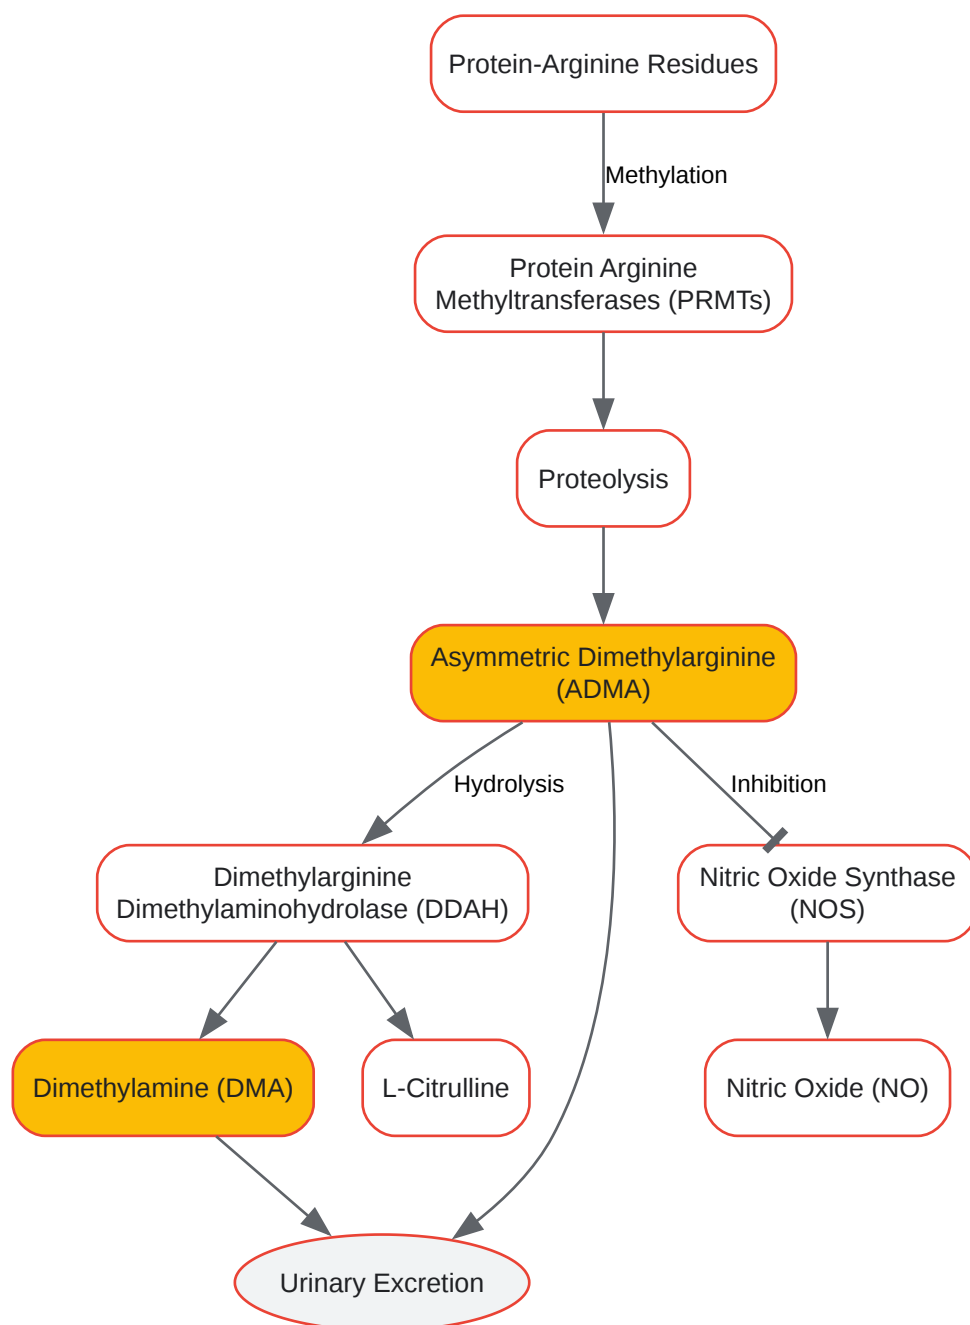 Protein-Arginine Residues
Methylation
Protein Arginine
Methyltransferases (PRMTs)
Proteolysis
Asymmetric Dimethylarginine
(ADMA)
Hydrolysis
Inhibition
Dimethylarginine
Dimethylaminohydrolase (DDAH)
Nitric Oxide Synthase
(NOS)
Dimethylamine (DMA)
L-Citrulline
Nitric Oxide (NO)
Urinary Excretion